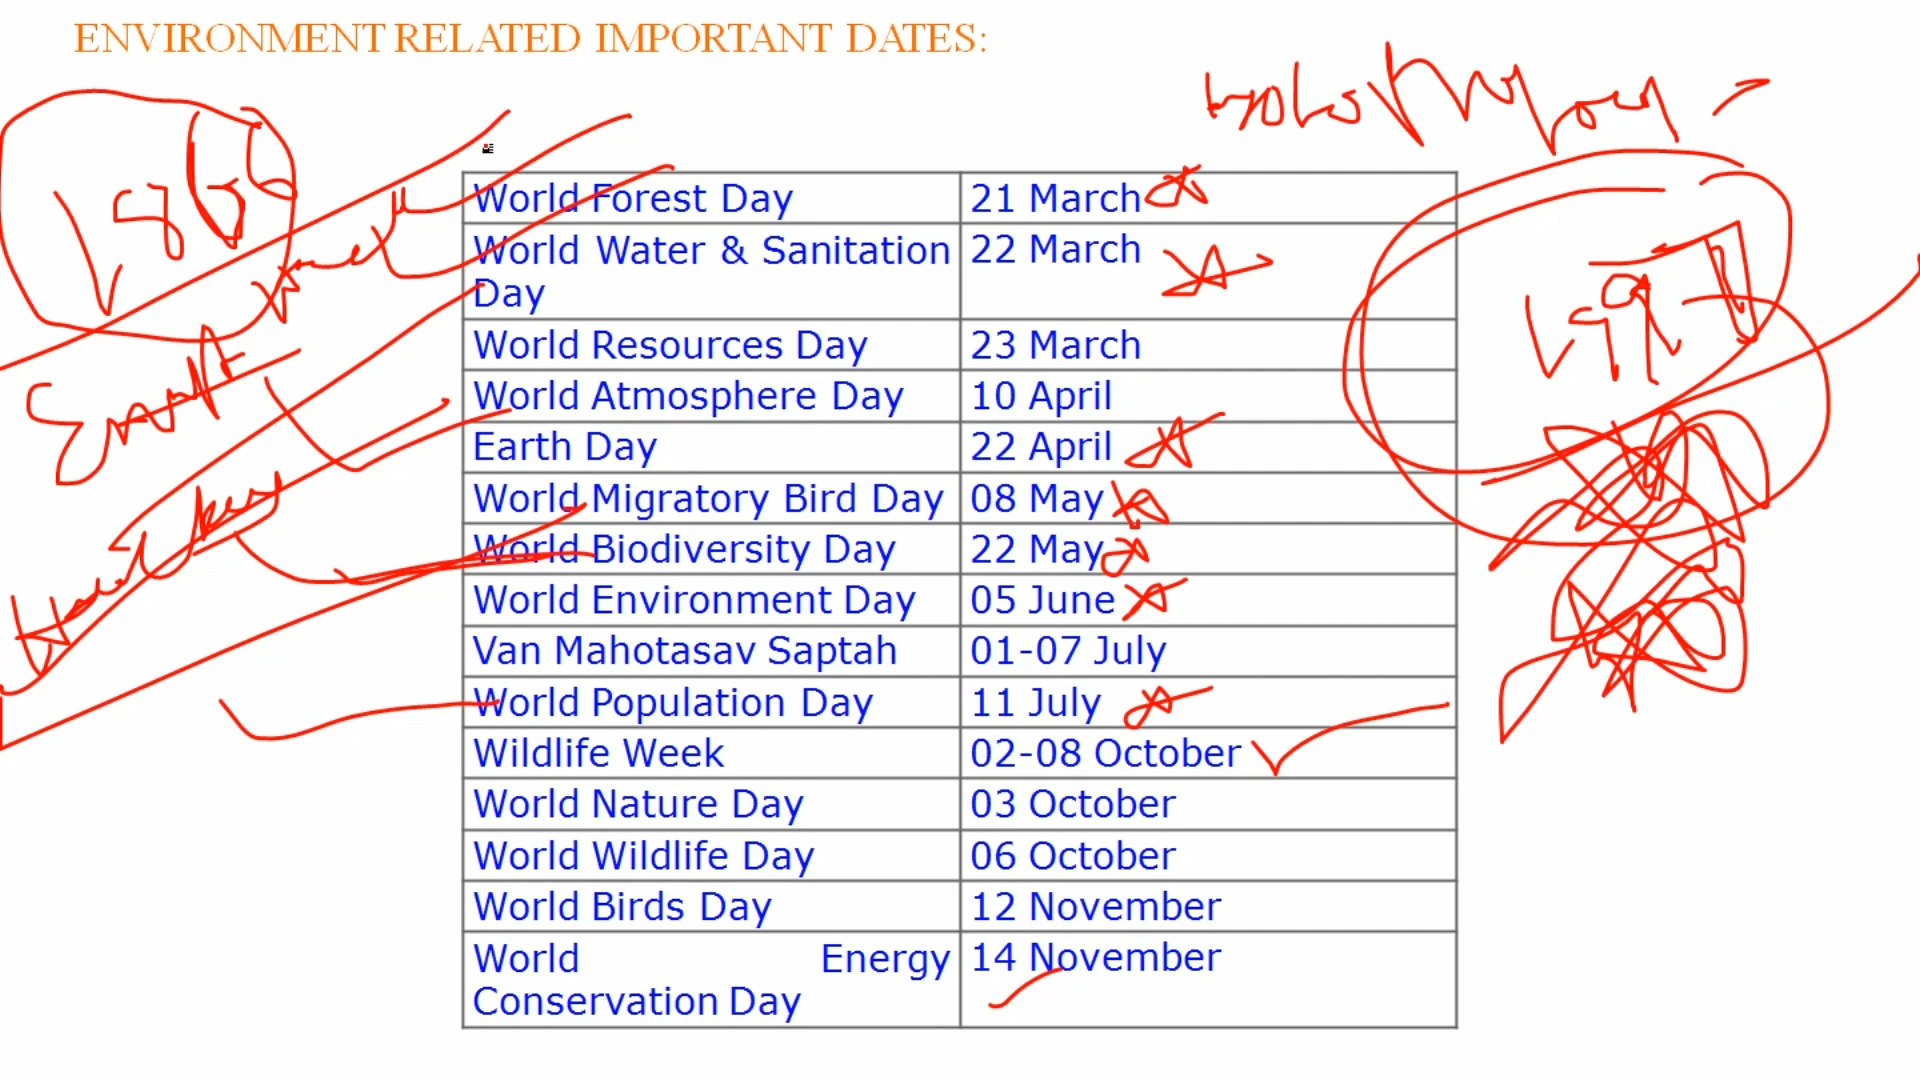 ENVIRONMENT RELATED IMPORTANT DATES:
World Forest Day 21 March
World Water & Sanitation 22 March
Day
World Resources Day 23 March
World Atmosphere Day 10 April
Earth Day 22 April
World Migratory Bird Day 08 May
World Biodiversity Day 22 May
World Environment Day 05 June
Van Mahotasav Saptah 01-07 July
World Population Day 11 July
Wildlife Week 02-08 October
World Nature Day 03 October
World Wildlife Day 06 October
World Birds Day 12 November
World Energy 14 November
Conservation Day